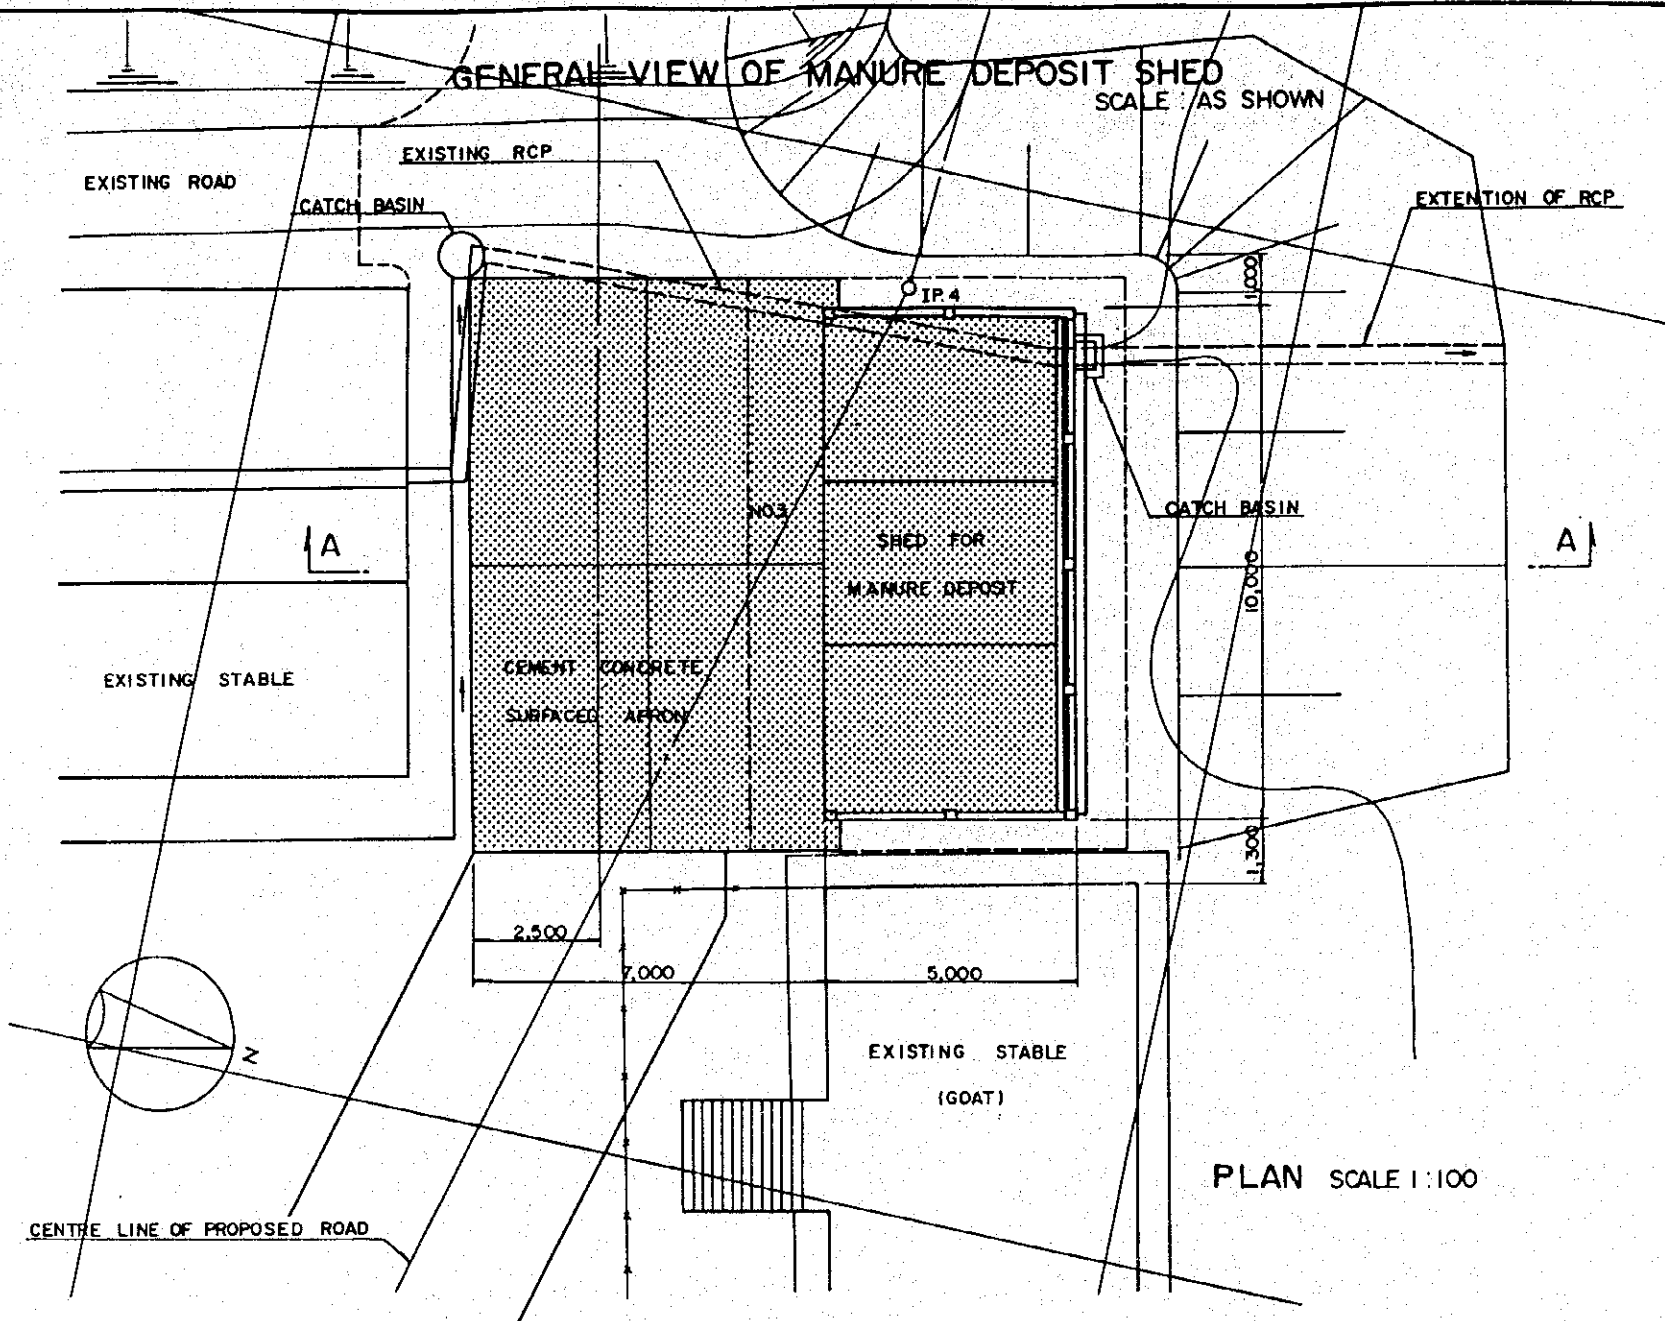 GENERAL VIEW OF MANURE DEPOSIT SHED
SCALE AS SHOWN
EXISTING RCP
EXISTING ROAD
CATCH BASIN
EXTENTION OF RCP
1,000
IP. 4
NO.3
CATCH BASIN
A
SHED FOR
MANURE DEPOSIT
A
10,000
CEMENT CONCRETE
SURFACED APRON
EXISTING STABLE
1,300
2,500
7,000
5,000
N
EXISTING STABLE
(GOAT)
PLAN SCALE 1:100
CENTRE LINE OF PROPOSED ROAD